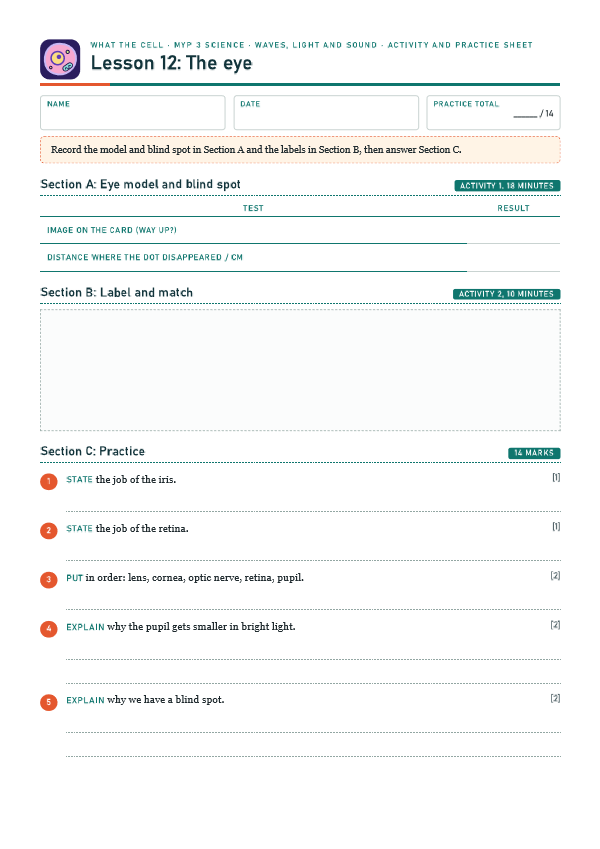 WHAT THE CELL · MYP 3 SCIENCE · WAVES, LIGHT AND SOUND · ACTIVITY AND PRACTICE SHEET
Lesson 12: The eye
NAME
DATE
PRACTICE TOTAL
_____ / 14
Record the model and blind spot in Section A and the labels in Section B, then answer Section C.
Section A: Eye model and blind spot
ACTIVITY 1, 18 MINUTES
TEST RESULT
IMAGE ON THE CARD (WAY UP?)
DISTANCE WHERE THE DOT DISAPPEARED / CM
Section B: Label and match
ACTIVITY 2, 10 MINUTES
Section C: Practice
14 MARKS
1 STATE the job of the iris. [1]
2 STATE the job of the retina. [1]
3 PUT in order: lens, cornea, optic nerve, retina, pupil. [2]
4 EXPLAIN why the pupil gets smaller in bright light. [2]
5 EXPLAIN why we have a blind spot. [2]